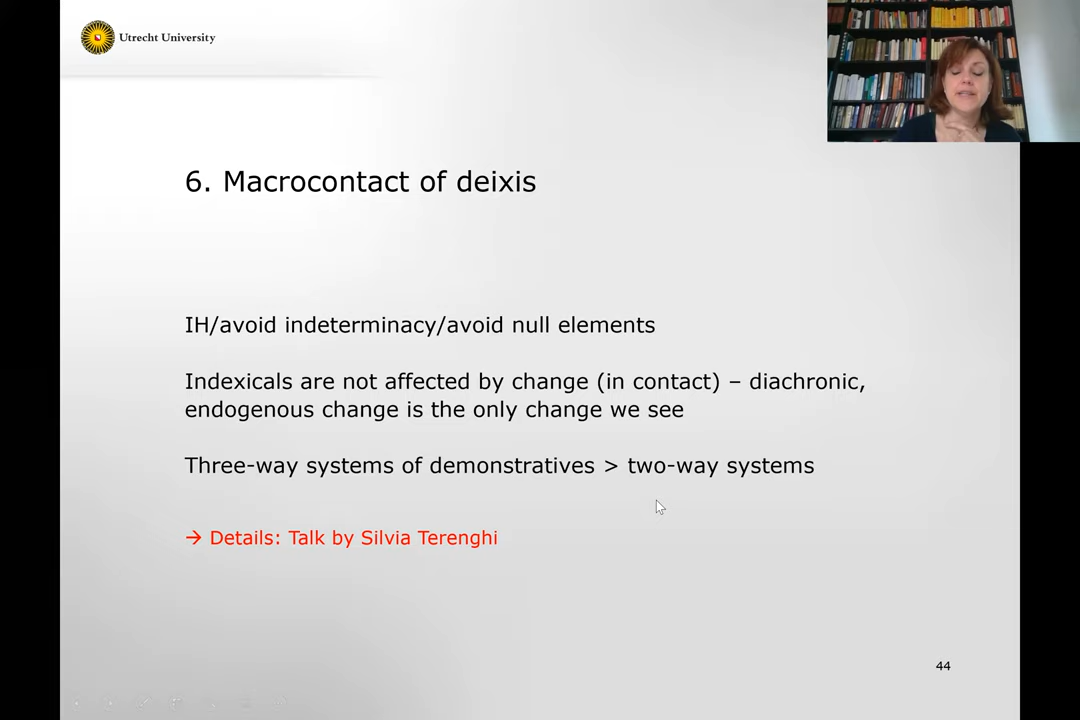 Utrecht University
6. Macrocontact of deixis
IH/avoid indeterminacy/avoid null elements
Indexicals are not affected by change (in contact) – diachronic,
endogenous change is the only change we see
Three-way systems of demonstratives > two-way systems
→ Details: Talk by Silvia Terenghi
44